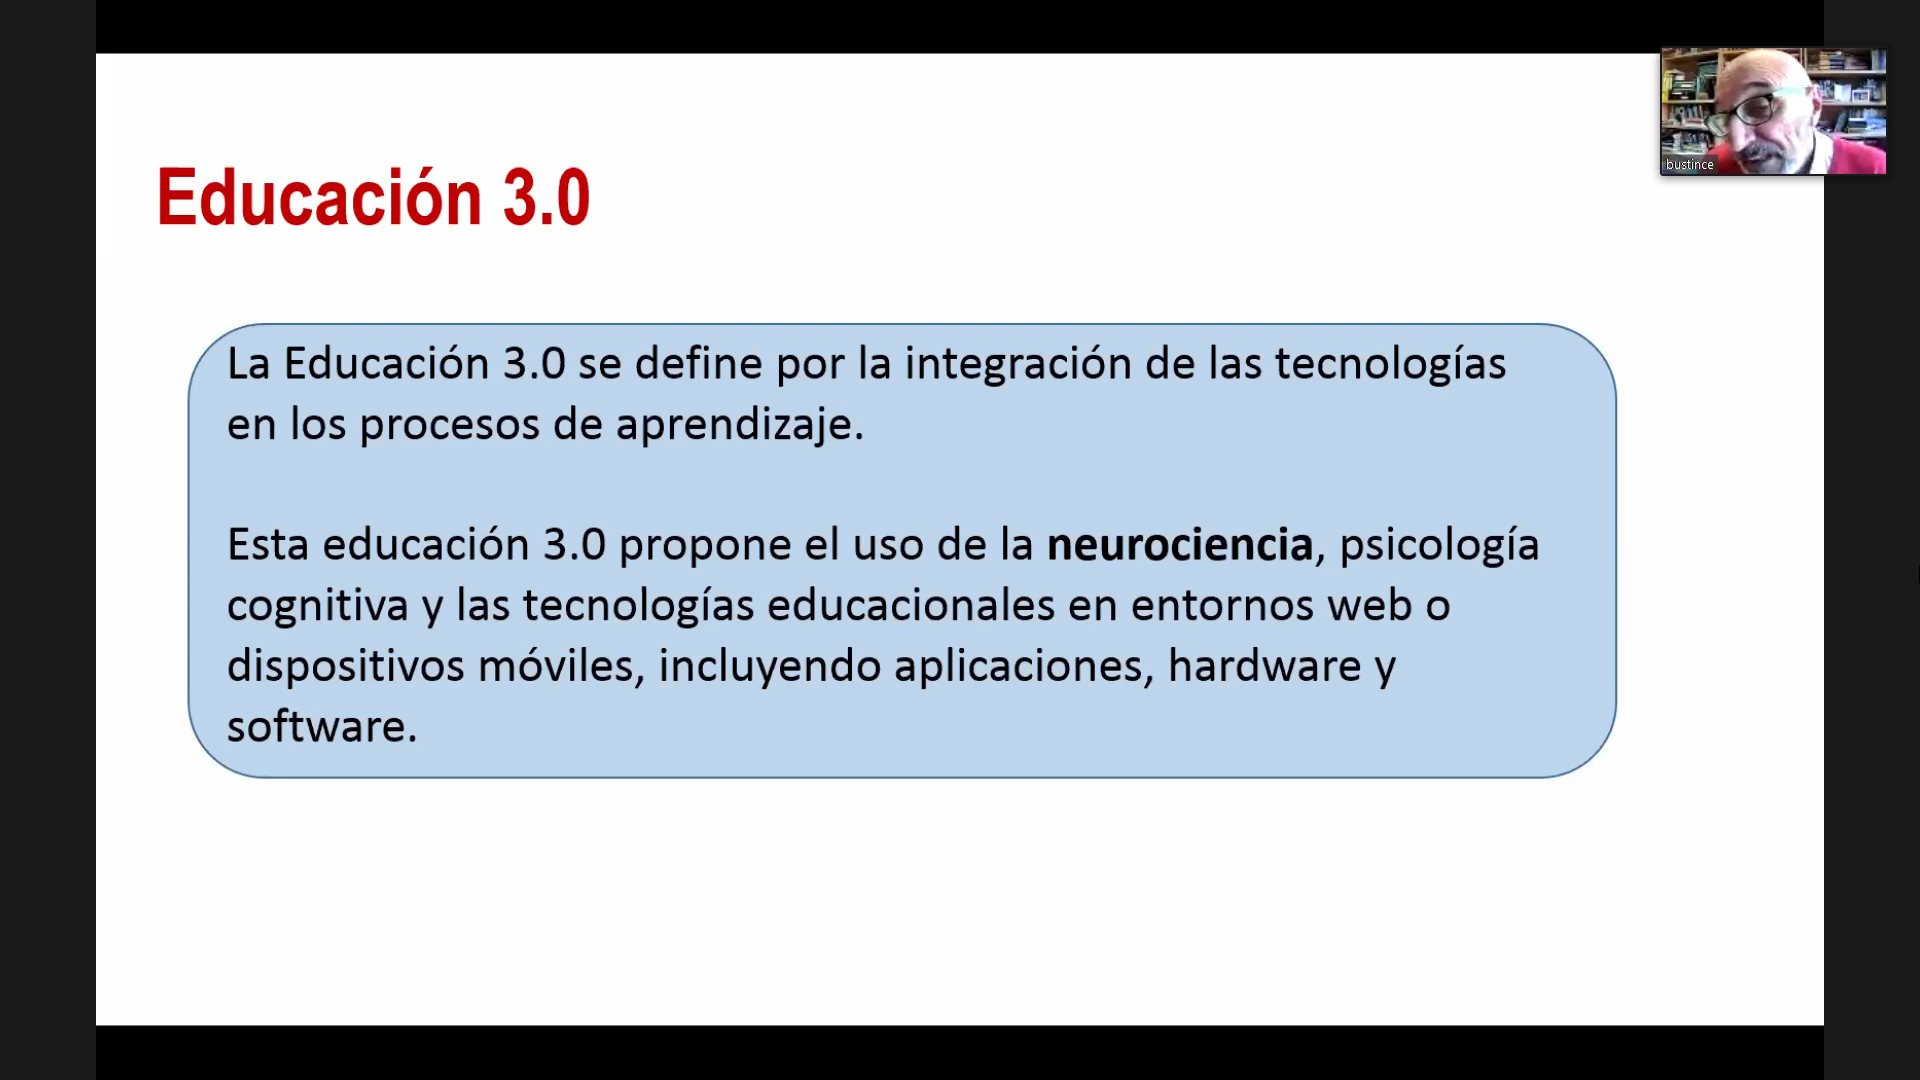 Educación 3.0
La Educación 3.0 se define por la integración de las tecnologías
en los procesos de aprendizaje.
Esta educación 3.0 propone el uso de la neurociencia, psicología
cognitiva y las tecnologías educacionales en entornos web o
dispositivos móviles, incluyendo aplicaciones, hardware y
software.
bustince